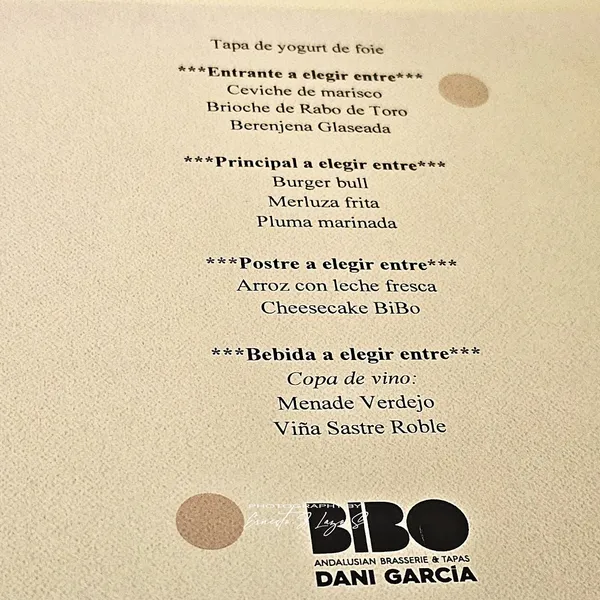 Tapa de yogurt de foie
***Entrante a elegir entre***
Ceviche de marisco
Brioche de Rabo de Toro
Berenjena Glaseada
***Principal a elegir entre***
Burger bull
Merluza frita
Pluma marinada
***Postre a elegir entre***
Arroz con leche fresca
Cheesecake BiBo
***Bebida a elegir entre***
Copa de vino:
Menade Verdejo
Viña Sastre Roble
PHOTOGRAPHY BY
BiBO
ANDALUSIAN BRASSERIE & TAPAS
DANI GARCÍA